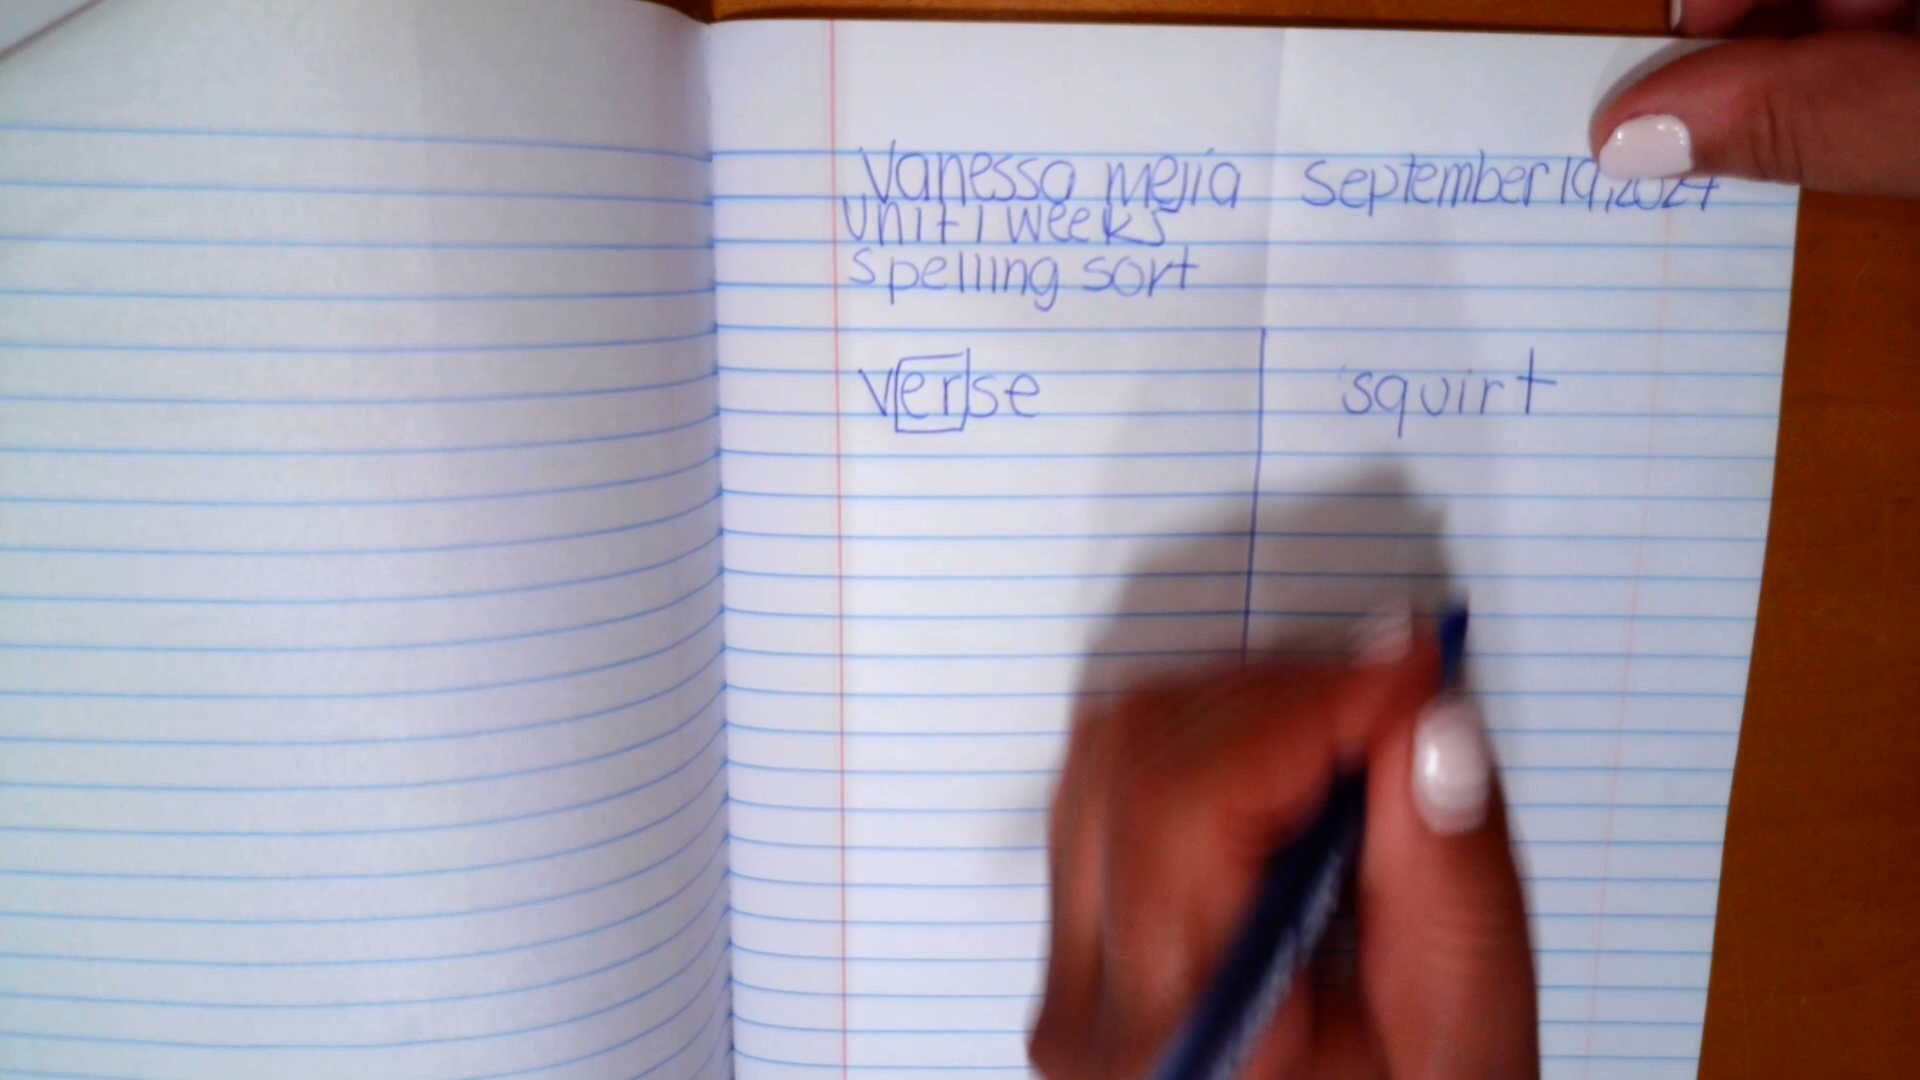 Vanessa mejia September 19, 2024
Unit 1 week 5
Spelling sort
verse squirt